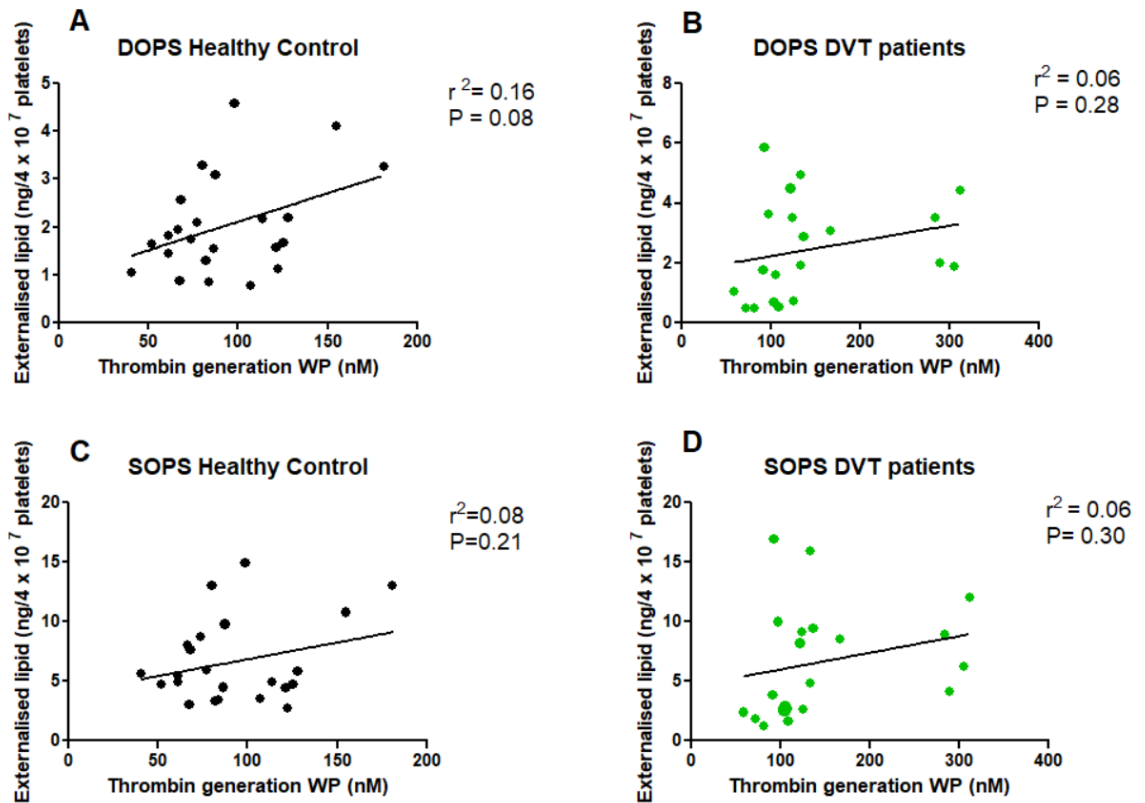 A
DOPS Healthy Control
r ²= 0.16
P = 0.08
Externalised lipid (ng/4 x 10 ⁷ platelets)
5
4
3
2
1
0
0 50 100 150 200
Thrombin generation WP (nM)
B
DOPS DVT patients
r² = 0.06
P = 0.28
Externalised lipid (ng/4 x 10 ⁷ platelets)
8
6
4
2
0
0 100 200 300 400
Thrombin generation WP (nM)
C
SOPS Healthy Control
r²=0.08
P=0.21
Externalised lipid (ng/4 x 10 ⁷ platelets)
20
15
10
5
0
0 50 100 150 200
Thrombin generation WP (nM)
D
SOPS DVT patients
r² = 0.06
P= 0.30
Externalised lipid (ng/4 x 10 ⁷ platelets)
20
15
10
5
0
0 100 200 300 400
Thrombin generation WP (nM)